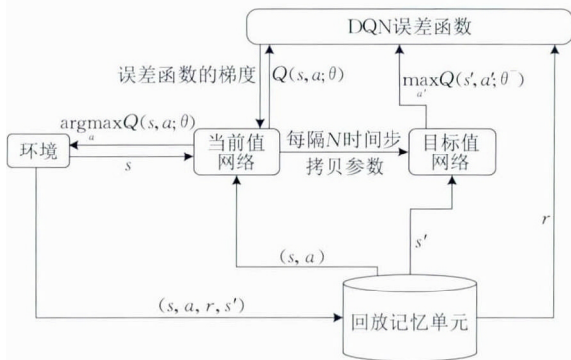 DQN误差函数
误差函数的梯度
Q(s,a;θ)
max Q(s′,a′;θ⁻)
a′
argmax Q(s,a;θ)
a
环境
s
当前值
网络
每隔N时间步
拷贝参数
目标值
网络
r
(s,a)
s′
(s,a,r,s′)
回放记忆单元